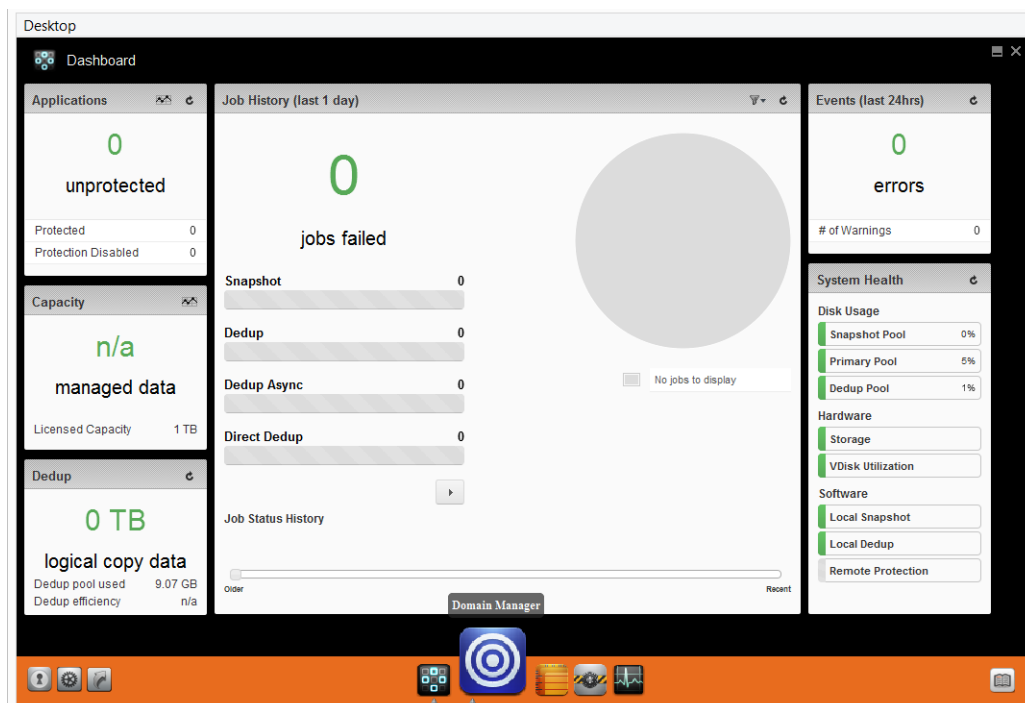 Desktop
Dashboard
Applications
0
unprotected
Protected 0
Protection Disabled 0
Capacity
n/a
managed data
Licensed Capacity 1 TB
Dedup
0 TB
logical copy data
Dedup pool used 9.07 GB
Dedup efficiency n/a
Job History (last 1 day)
0
jobs failed
Snapshot 0
Dedup 0
Dedup Async 0
Direct Dedup 0
No jobs to display
Job Status History
Older Recent
Events (last 24hrs)
0
errors
# of Warnings 0
System Health
Disk Usage
Snapshot Pool 0%
Primary Pool 5%
Dedup Pool 1%
Hardware
Storage
VDisk Utilization
Software
Local Snapshot
Local Dedup
Remote Protection
Domain Manager